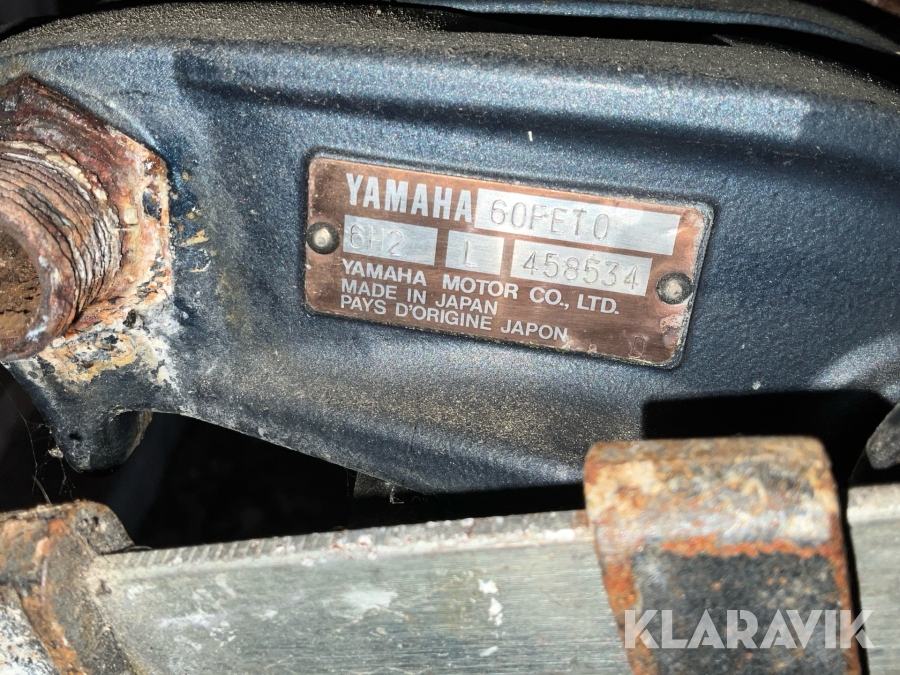 YAMAHA 60FETO
6H2 L 458534
YAMAHA MOTOR CO., LTD.
MADE IN JAPAN
PAYS D'ORIGINE JAPON
KLARAVIK